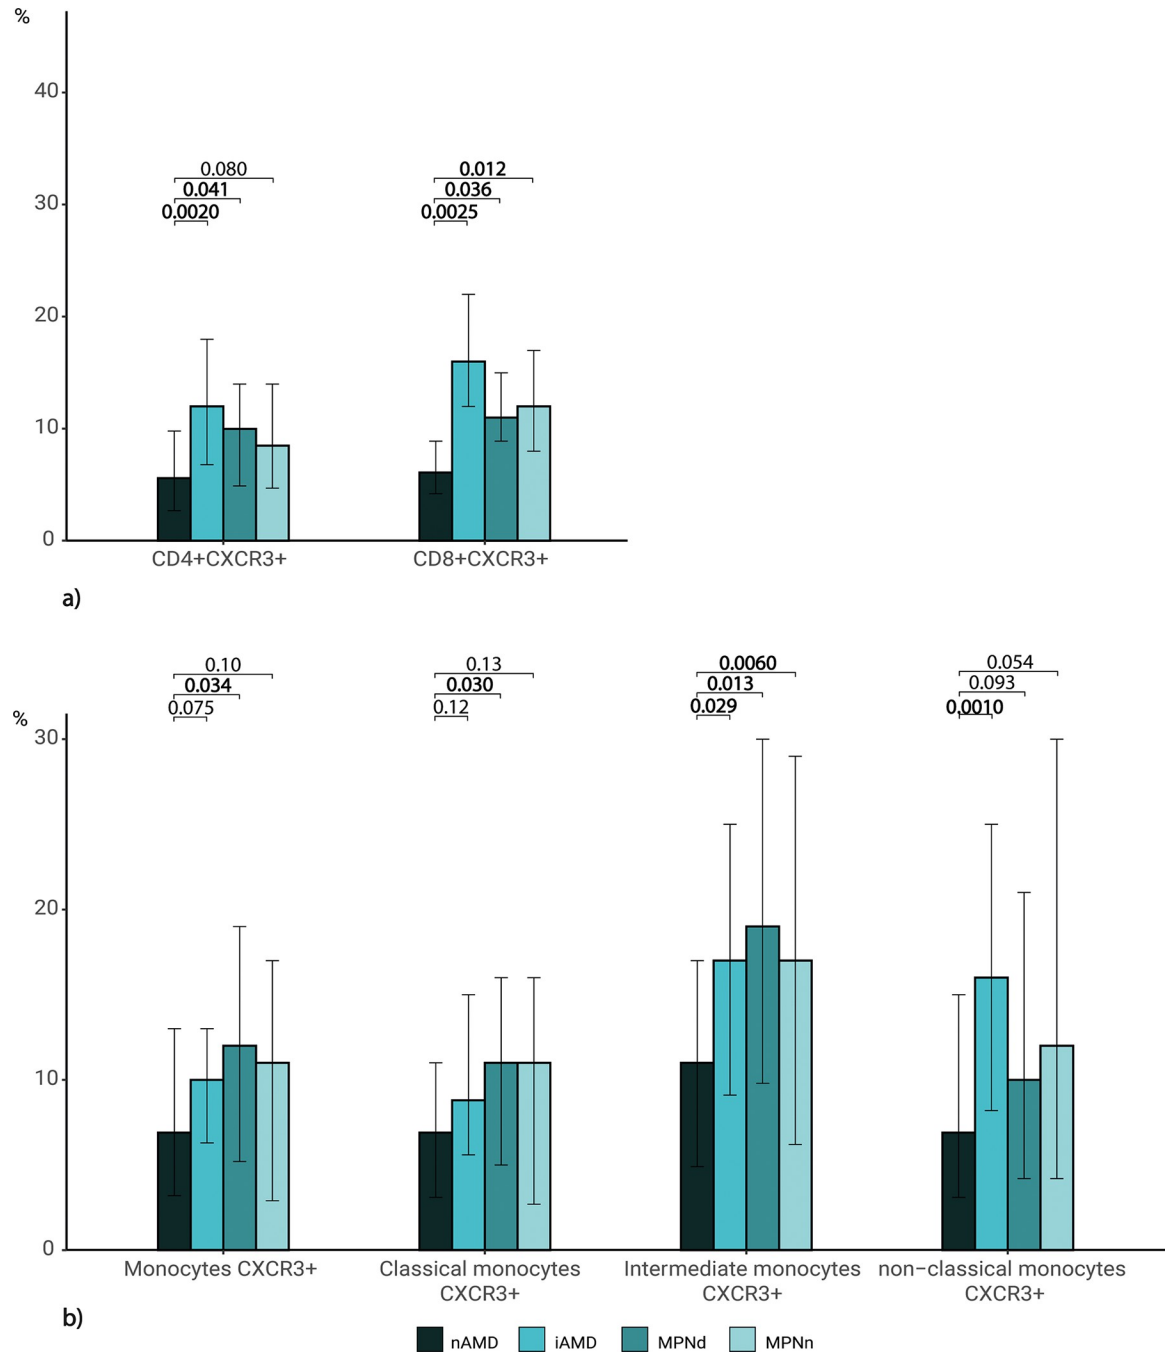 %
40
30
20
10
0
0.080
0.041
0.0020
0.012
0.036
0.0025
CD4+CXCR3+ CD8+CXCR3+
a)
%
30
20
10
0
0.10
0.034
0.075
0.13
0.030
0.12
0.0060
0.013
0.029
0.054
0.093
0.0010
Monocytes CXCR3+
Classical monocytes
CXCR3+
Intermediate monocytes
CXCR3+
non-classical monocytes
CXCR3+
b)
nAMD iAMD MPNd MPNn